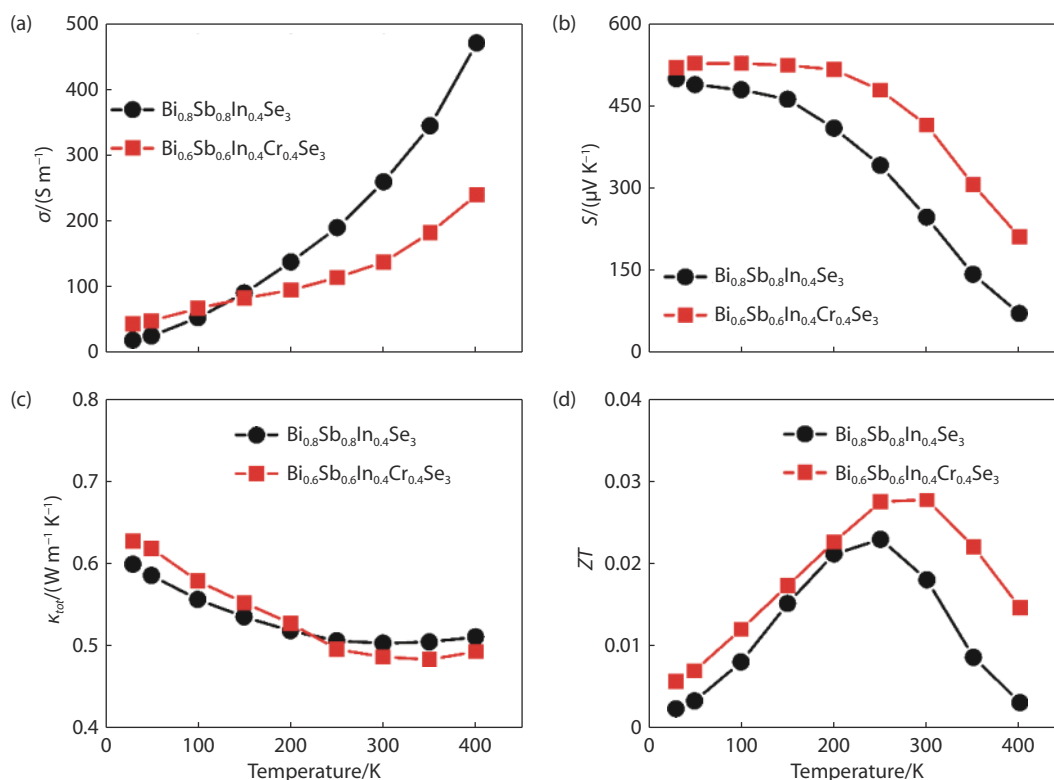 (a)
500
400
300
200
100
0
σ/(S m⁻¹)
Bi₀.₈Sb₀.₈In₀.₄Se₃
Bi₀.₆Sb₀.₆In₀.₄Cr₀.₄Se₃
(b)
600
450
300
150
0
S/(μV K⁻¹)
Bi₀.₈Sb₀.₈In₀.₄Se₃
Bi₀.₆Sb₀.₆In₀.₄Cr₀.₄Se₃
(c)
0.8
0.7
0.6
0.5
0.4
κtot/(W m⁻¹ K⁻¹)
Bi₀.₈Sb₀.₈In₀.₄Se₃
Bi₀.₆Sb₀.₆In₀.₄Cr₀.₄Se₃
0 100 200 300 400
Temperature/K
(d)
0.04
0.03
0.02
0.01
0
ZT
Bi₀.₈Sb₀.₈In₀.₄Se₃
Bi₀.₆Sb₀.₆In₀.₄Cr₀.₄Se₃
0 100 200 300 400
Temperature/K